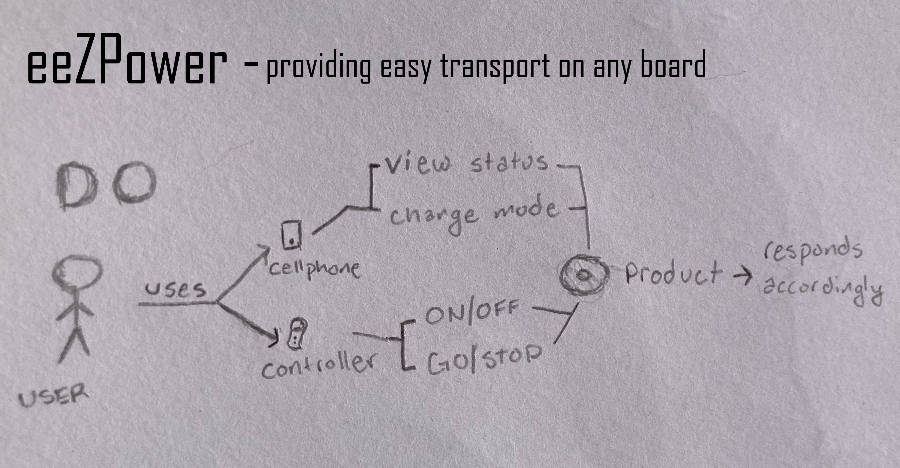 eeZPower - providing easy transport on any board
DO
view status
change mode
cellphone
uses
USER
controller
ON/OFF
GO/STOP
Product → responds
accordingly